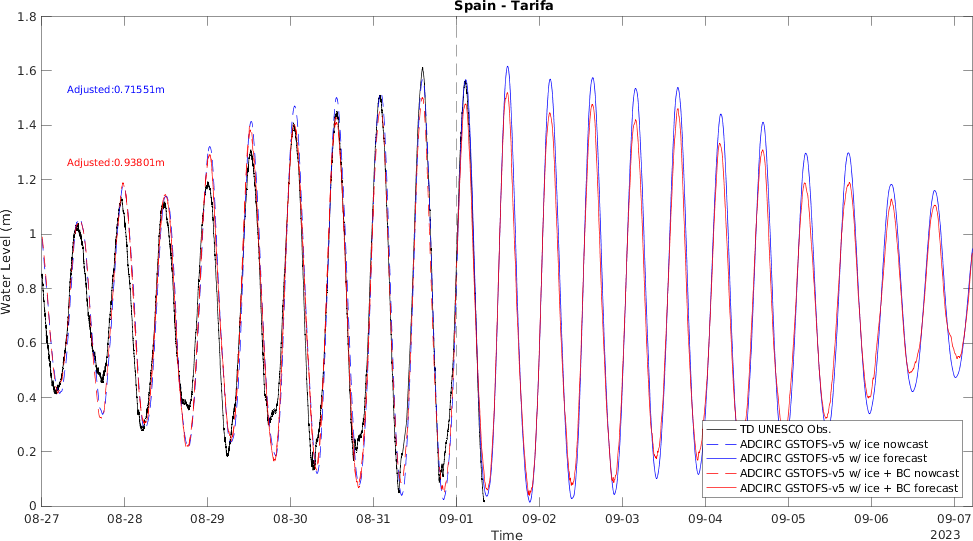 Spain - Tarifa
1.8
1.6
1.4
1.2
1
0.8
0.6
0.4
0.2
0
Water Level (m)
Adjusted:0.71551m
Adjusted:0.93801m
TD UNESCO Obs.
ADCIRC GSTOFS-v5 w/ ice nowcast
ADCIRC GSTOFS-v5 w/ ice forecast
ADCIRC GSTOFS-v5 w/ ice + BC nowcast
ADCIRC GSTOFS-v5 w/ ice + BC forecast
08-27 08-28 08-29 08-30 08-31 09-01 09-02 09-03 09-04 09-05 09-06 09-07
Time
2023